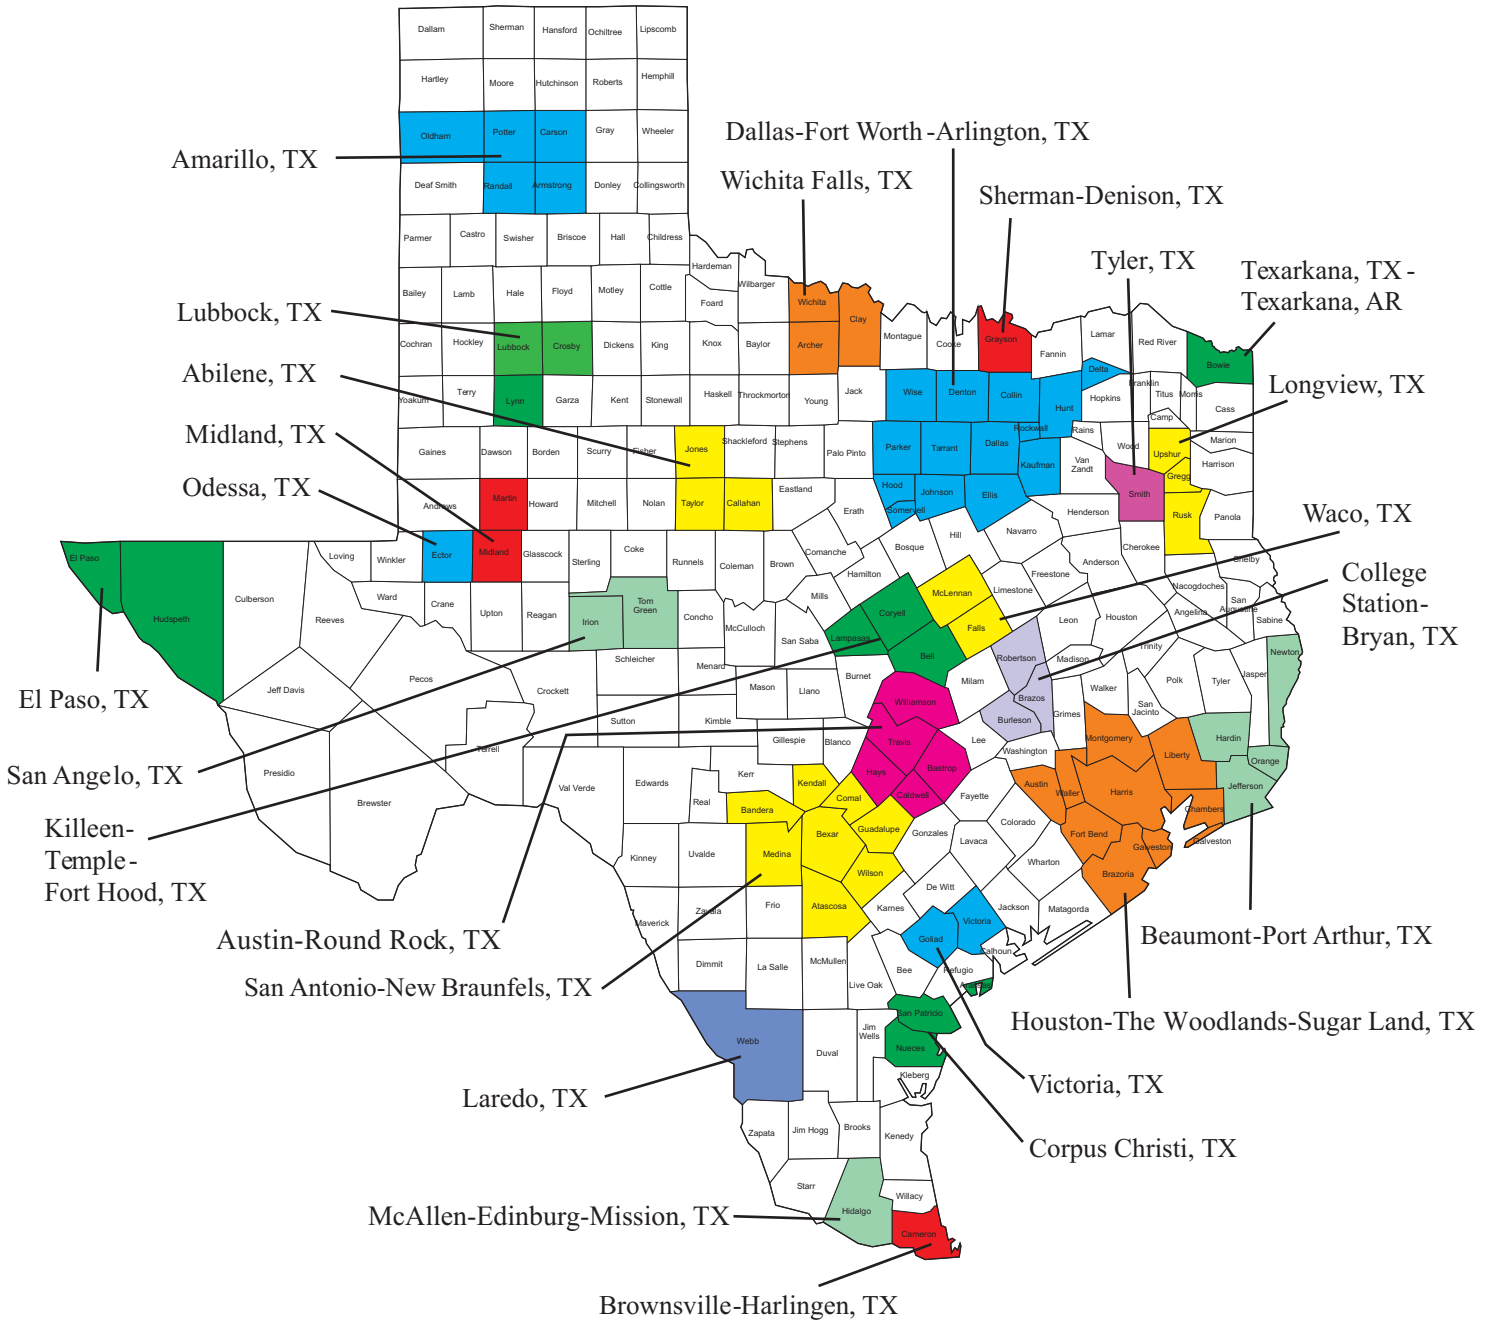 Dallam
Sherman
Hansford
Ochiltree
Lipscomb
Hartley
Moore
Hutchinson
Roberts
Hemphill
Oldham
Potter
Carson
Gray
Wheeler
Dallas-Fort Worth-Arlington, TX
Amarillo, TX
Deaf Smith
Randall
Armstrong
Donley
Collingsworth
Wichita Falls, TX
Sherman-Denison, TX
Parmer
Castro
Swisher
Briscoe
Hall
Childress
Tyler, TX
Texarkana, TX -
Texarkana, AR
Hardeman
Wilbarger
Bailey
Lamb
Hale
Floyd
Motley
Cottle
Foard
Wichita
Clay
Lubbock, TX
Cochran
Hockley
Lubbock
Crosby
Dickens
King
Knox
Baylor
Archer
Montague
Cooke
Grayson
Fannin
Lamar
Red River
Bowie
Abilene, TX
Longview, TX
Yoakum
Terry
Lynn
Garza
Kent
Stonewall
Haskell
Throckmorton
Young
Jack
Wise
Denton
Collin
Hunt
Delta
Hopkins
Franklin
Titus
Morris
Camp
Cass
Midland, TX
Gaines
Dawson
Borden
Scurry
Fisher
Jones
Shackleford
Stephens
Palo Pinto
Parker
Tarrant
Dallas
Rockwall
Kaufman
Rains
Van
Zandt
Wood
Upshur
Gregg
Marion
Harrison
Odessa, TX
Andrews
Martin
Howard
Mitchell
Nolan
Taylor
Callahan
Eastland
Erath
Hood
Somervell
Johnson
Ellis
Henderson
Smith
Rusk
Panola
Waco, TX
El Paso
Hudspeth
Culberson
Loving
Winkler
Ector
Midland
Glasscock
Sterling
Coke
Runnels
Coleman
Brown
Comanche
Hamilton
Bosque
Hill
Navarro
Freestone
Anderson
Cherokee
Nacogdoches
Shelby
San
Augustine
Sabine
Angelina
College
Station-
Bryan, TX
Reeves
Ward
Crane
Upton
Reagan
Irion
Tom
Green
Concho
McCulloch
San Saba
Mills
Lampasas
Coryell
Bell
McLennan
Falls
Limestone
Leon
Houston
Robertson
Madison
Trinity
Polk
Tyler
Jasper
Newton
El Paso, TX
Jeff Davis
Pecos
Crockett
Schleicher
Menard
Mason
Llano
Burnet
Williamson
Milam
Brazos
Burleson
Grimes
Walker
San
Jacinto
Hardin
Orange
Jefferson
San Angelo, TX
Presidio
Brewster
Terrell
Val Verde
Sutton
Kimble
Edwards
Kerr
Real
Gillespie
Blanco
Travis
Hays
Bastrop
Caldwell
Lee
Washington
Fayette
Austin
Waller
Montgomery
Liberty
Harris
Chambers
Galveston
Galveston
Killeen-
Temple-
Fort Hood, TX
Kinney
Uvalde
Bandera
Kendall
Comal
Medina
Bexar
Guadalupe
Wilson
Gonzales
Lavaca
Colorado
Wharton
Fort Bend
Brazoria
Matagorda
Jackson
Austin-Round Rock, TX
Maverick
Zavala
Frio
Atascosa
Karnes
De Witt
Victoria
Goliad
Calhoun
Beaumont-Port Arthur, TX
San Antonio-New Braunfels, TX
Dimmit
La Salle
McMullen
Live Oak
Bee
Refugio
Aransas
San Patricio
Houston-The Woodlands-Sugar Land, TX
Webb
Duval
Jim
Wells
Nueces
Kleberg
Laredo, TX
Victoria, TX
Zapata
Jim Hogg
Brooks
Kenedy
Corpus Christi, TX
Starr
Hidalgo
Willacy
Cameron
McAllen-Edinburg-Mission, TX
Brownsville-Harlingen, TX